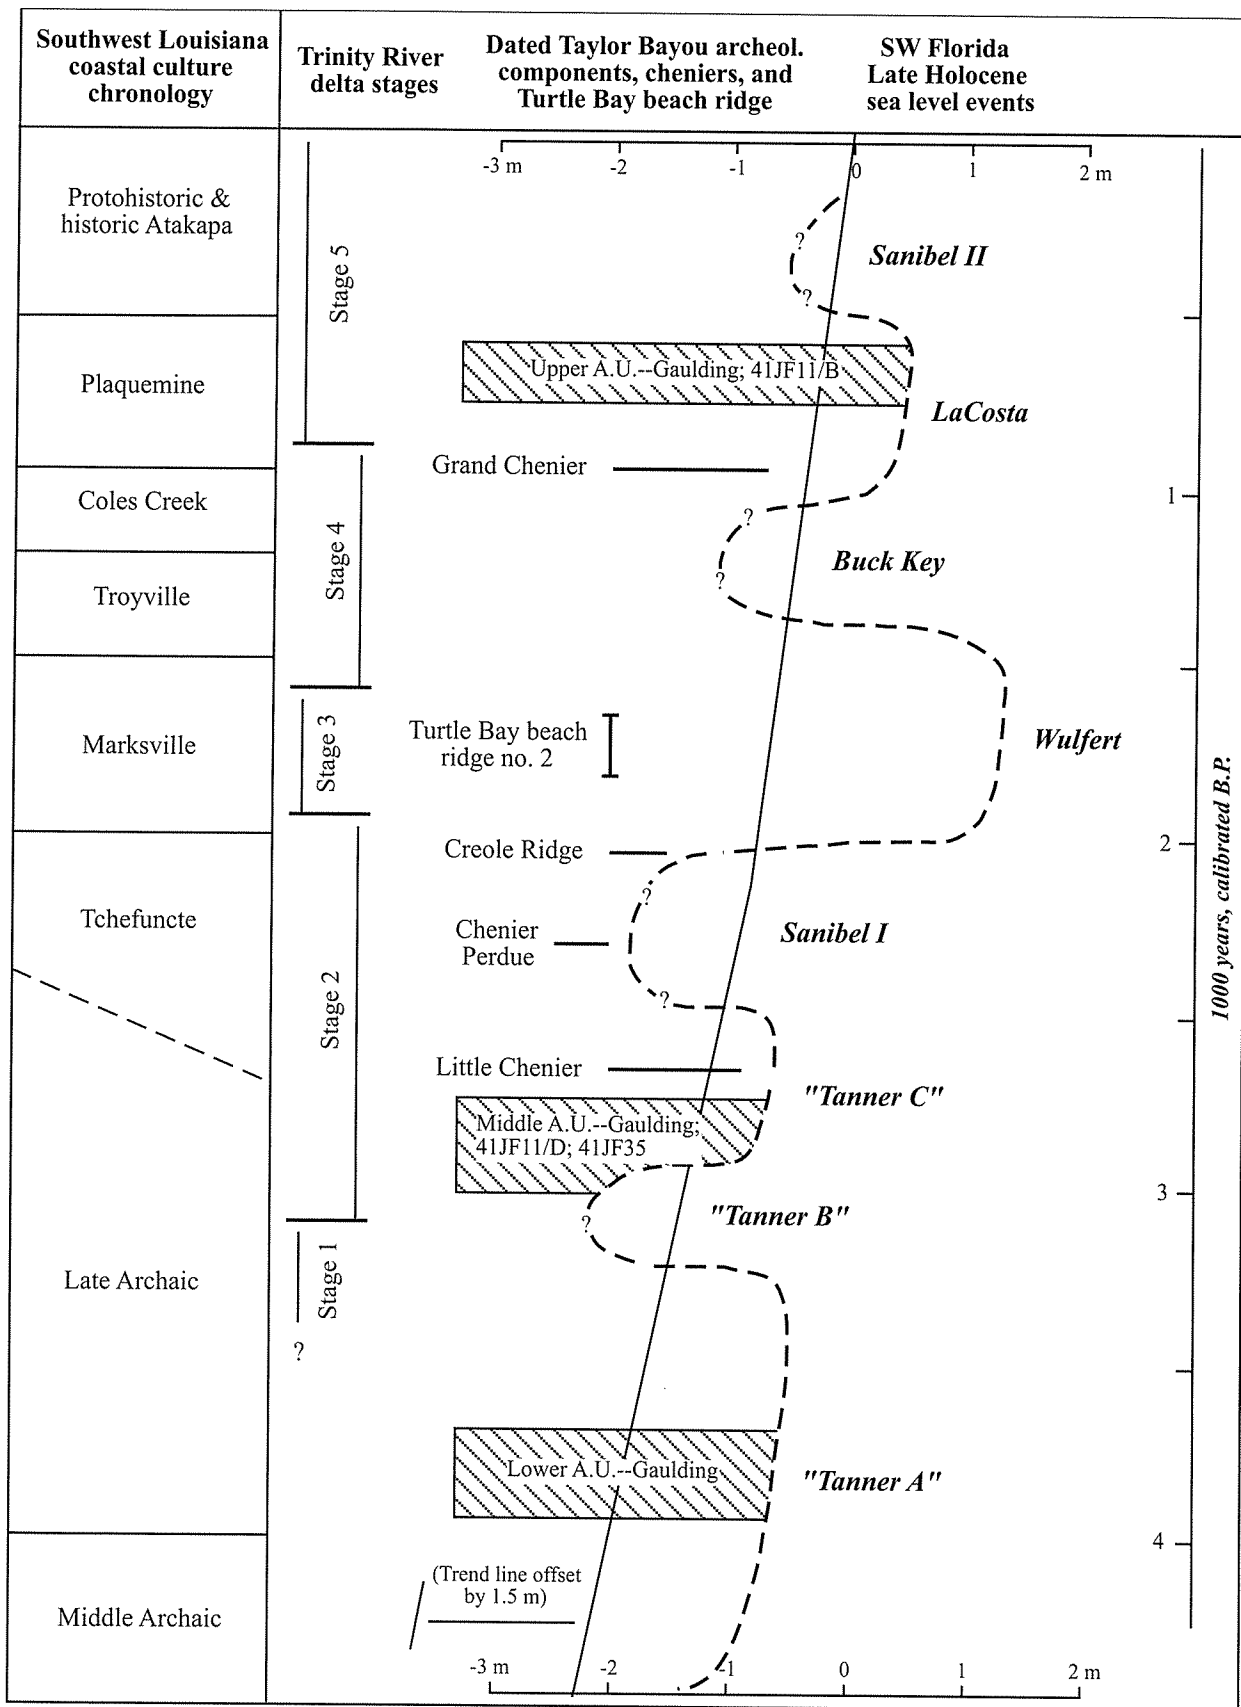 Southwest Louisiana
coastal culture
chronology
Trinity River
delta stages
Dated Taylor Bayou archeol.
components, cheniers, and
Turtle Bay beach ridge
SW Florida
Late Holocene
sea level events
-3 m
-2
-1
0
1
2 m
Protohistoric &
historic Atakapa
Plaquemine
Coles Creek
Troyville
Marksville
Tchefuncte
Late Archaic
Middle Archaic
Stage 5
Stage 4
Stage 3
Stage 2
Stage 1
?
Upper A.U.--Gaulding; 41JF11/B
Grand Chenier
Turtle Bay beach
ridge no. 2
Creole Ridge
Chenier
Perdue
Little Chenier
Middle A.U.--Gaulding;
41JF11/D; 41JF35
Lower A.U.--Gaulding
(Trend line offset
by 1.5 m)
?
?
?
?
?
?
?
Sanibel II
LaCosta
Buck Key
Wulfert
Sanibel I
"Tanner C"
"Tanner B"
"Tanner A"
1
2
3
4
1000 years, calibrated B.P.
-3 m
-2
-1
0
1
2 m